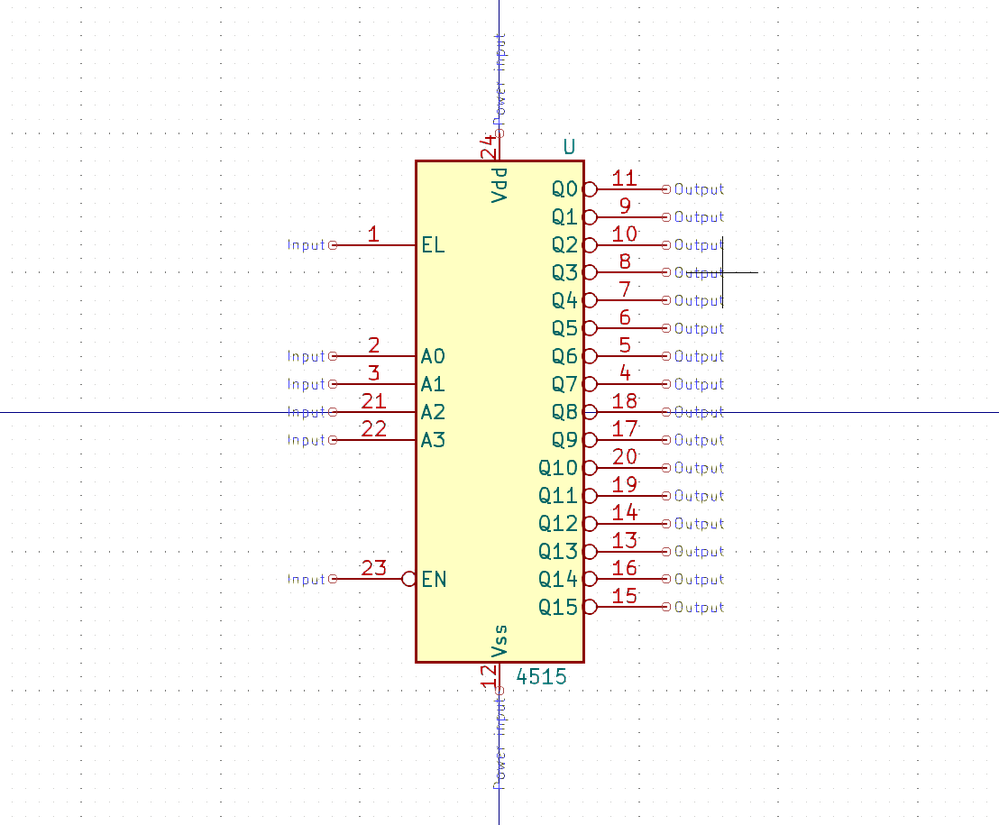 Power input
24
U
Vdd
Q0 11 Output
Q1 9 Output
Input 1 EL Q2 10 Output
Q3 8 Output
Q4 7 Output
Q5 6 Output
Input 2 A0 Q6 5 Output
Input 3 A1 Q7 4 Output
Input 21 A2 Q8 18 Output
Input 22 A3 Q9 17 Output
Q10 20 Output
Q11 19 Output
Q12 14 Output
Q13 13 Output
Input 23 EN Q14 16 Output
Q15 15 Output
Vss
12
4515
Power input